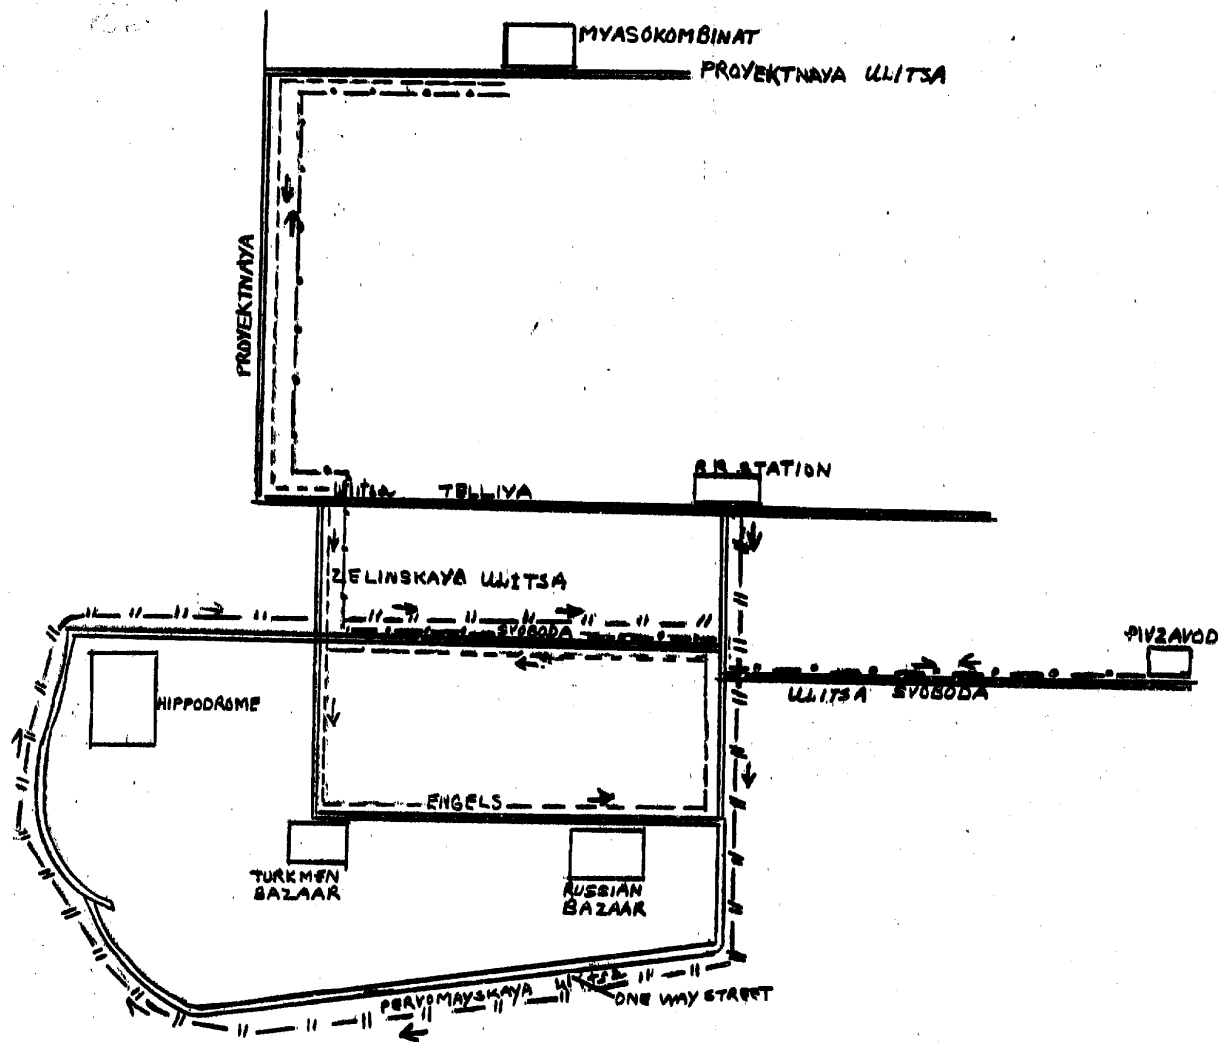 MYASOKOMBINAT
PROYEKTNAYA ULITSA
PROYEKTNAYA
RR STATION
Ulitsa TELLIYA
ZELINSKAYA ULITSA
SVOBODA
PIVZAVOD
ULITSA SVOBODA
HIPPODROME
ENGELS
TURKMEN
BAZAAR
RUSSIAN
BAZAAR
PERVOMAYSKAYA Ulitsa
ONE WAY STREET